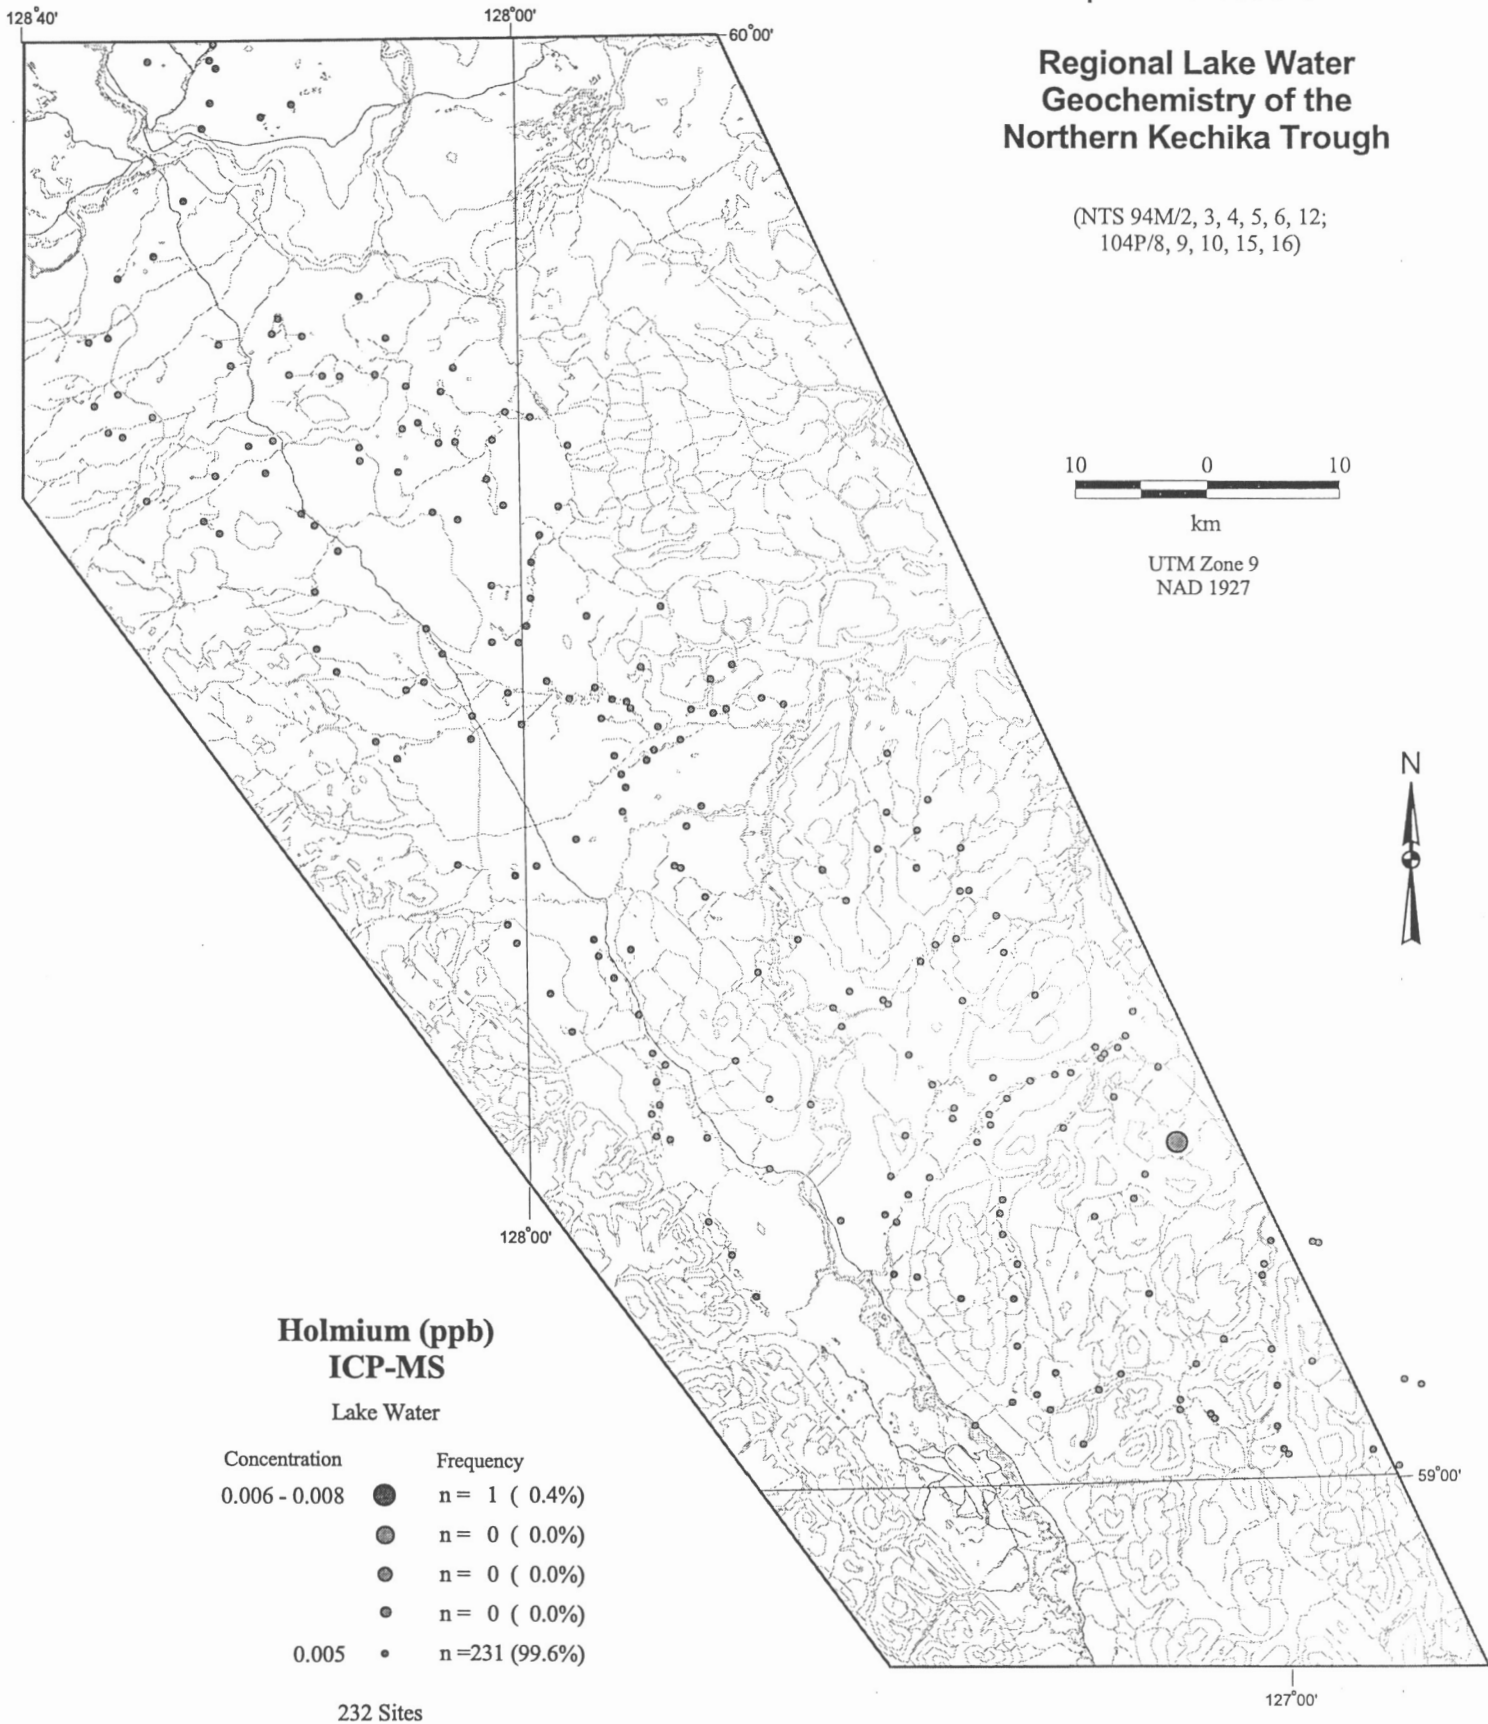 128°40'
128°00'
60°00'
Regional Lake Water
Geochemistry of the
Northern Kechika Trough
(NTS 94M/2, 3, 4, 5, 6, 12;
104P/8, 9, 10, 15, 16)
10 0 10
km
UTM Zone 9
NAD 1927
N
128°00'
Holmium (ppb)
ICP-MS
Lake Water
Concentration Frequency
0.006 - 0.008 n = 1 ( 0.4%)
n = 0 ( 0.0%)
n = 0 ( 0.0%)
n = 0 ( 0.0%)
0.005 n =231 (99.6%)
232 Sites
59°00'
127°00'